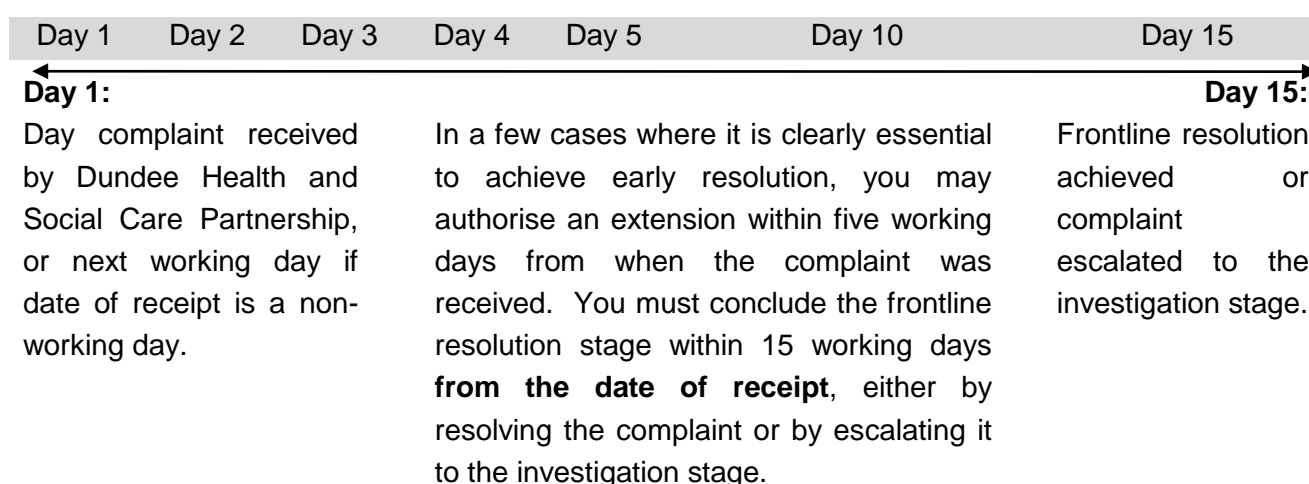 Day 1 Day 2 Day 3 Day 4 Day 5 Day 10 Day 15
Day 1:
Day complaint received
by Dundee Health and
Social Care Partnership,
or next working day if
date of receipt is a non-
working day.
In a few cases where it is clearly essential
to achieve early resolution, you may
authorise an extension within five working
days from when the complaint was
received. You must conclude the frontline
resolution stage within 15 working days
from the date of receipt, either by
resolving the complaint or by escalating it
to the investigation stage.
Day 15:
Frontline resolution
achieved or
complaint
escalated to the
investigation stage.